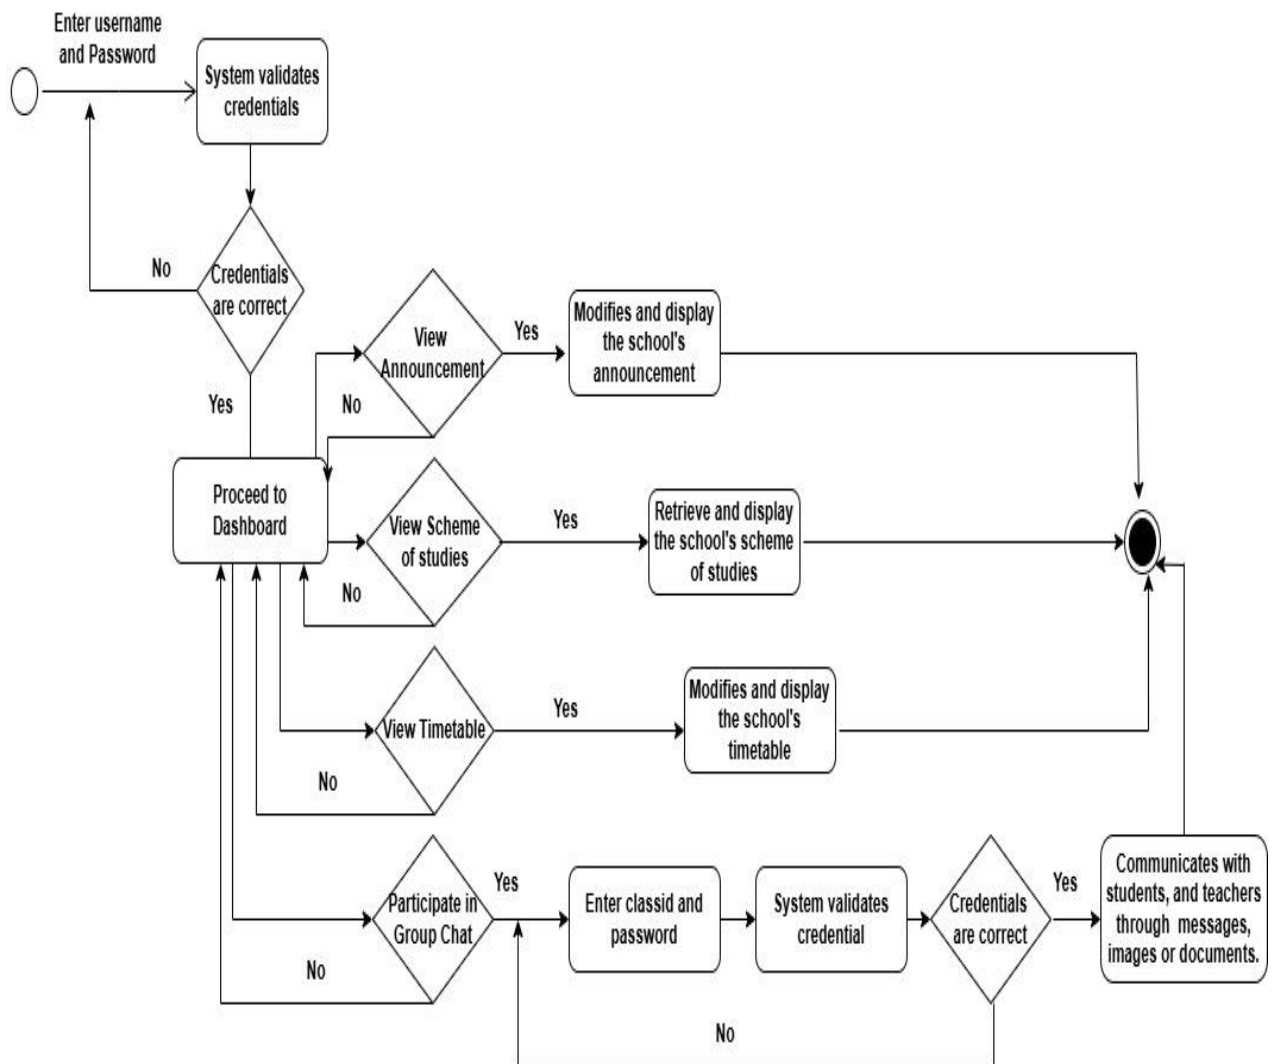 Enter username
and Password
System validates
credentials
No
Credentials
are correct
Yes
View
Announcement
Yes
Modifies and display
the school's
announcement
No
Proceed to
Dashboard
View Scheme
of studies
Yes
Retrieve and display
the school's scheme
of studies
No
View Timetable
Yes
Modifies and display
the school's
timetable
No
Participate in
Group Chat
Yes
Enter classid and
password
System validates
credential
Credentials
are correct
Yes
Communicates with
students, and teachers
through messages,
images or documents.
No
No